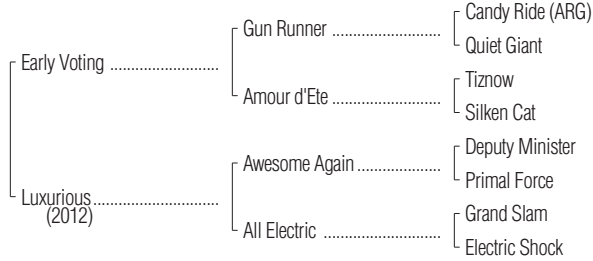 Candy Ride (ARG)
Gun Runner ..........................
Quiet Giant
Early Voting ..........................
Tiznow
Amour d'Ete ..........................
Silken Cat
Deputy Minister
Awesome Again ....................
Primal Force
Luxurious..............................
(2012)
Grand Slam
All Electric ............................
Electric Shock